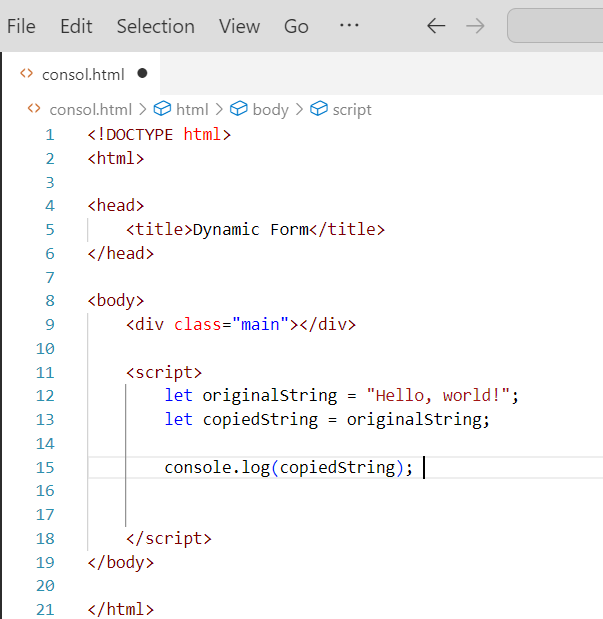 File Edit Selection View Go ···
consol.html
consol.html > html > body > script
1 <!DOCTYPE html>
2 <html>
3
4 <head>
5     <title>Dynamic Form</title>
6 </head>
7
8 <body>
9     <div class="main"></div>
10
11     <script>
12         let originalString = "Hello, world!";
13         let copiedString = originalString;
14
15         console.log(copiedString);
16
17
18     </script>
19 </body>
20
21 </html>